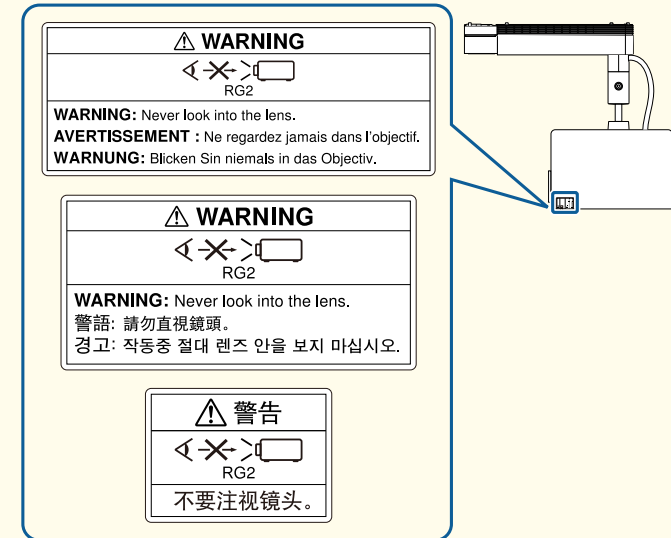 ⚠ WARNING
RG2
WARNING: Never look into the lens.
AVERTISSEMENT : Ne regardez jamais dans l'objectif.
WARNUNG: Blicken Sin niemals in das Objectiv.
⚠ WARNING
RG2
WARNING: Never look into the lens.
警語: 請勿直視鏡頭。
경고: 작동중 절대 렌즈 안을 보지 마십시오.
⚠ 警告
RG2
不要注视镜头。